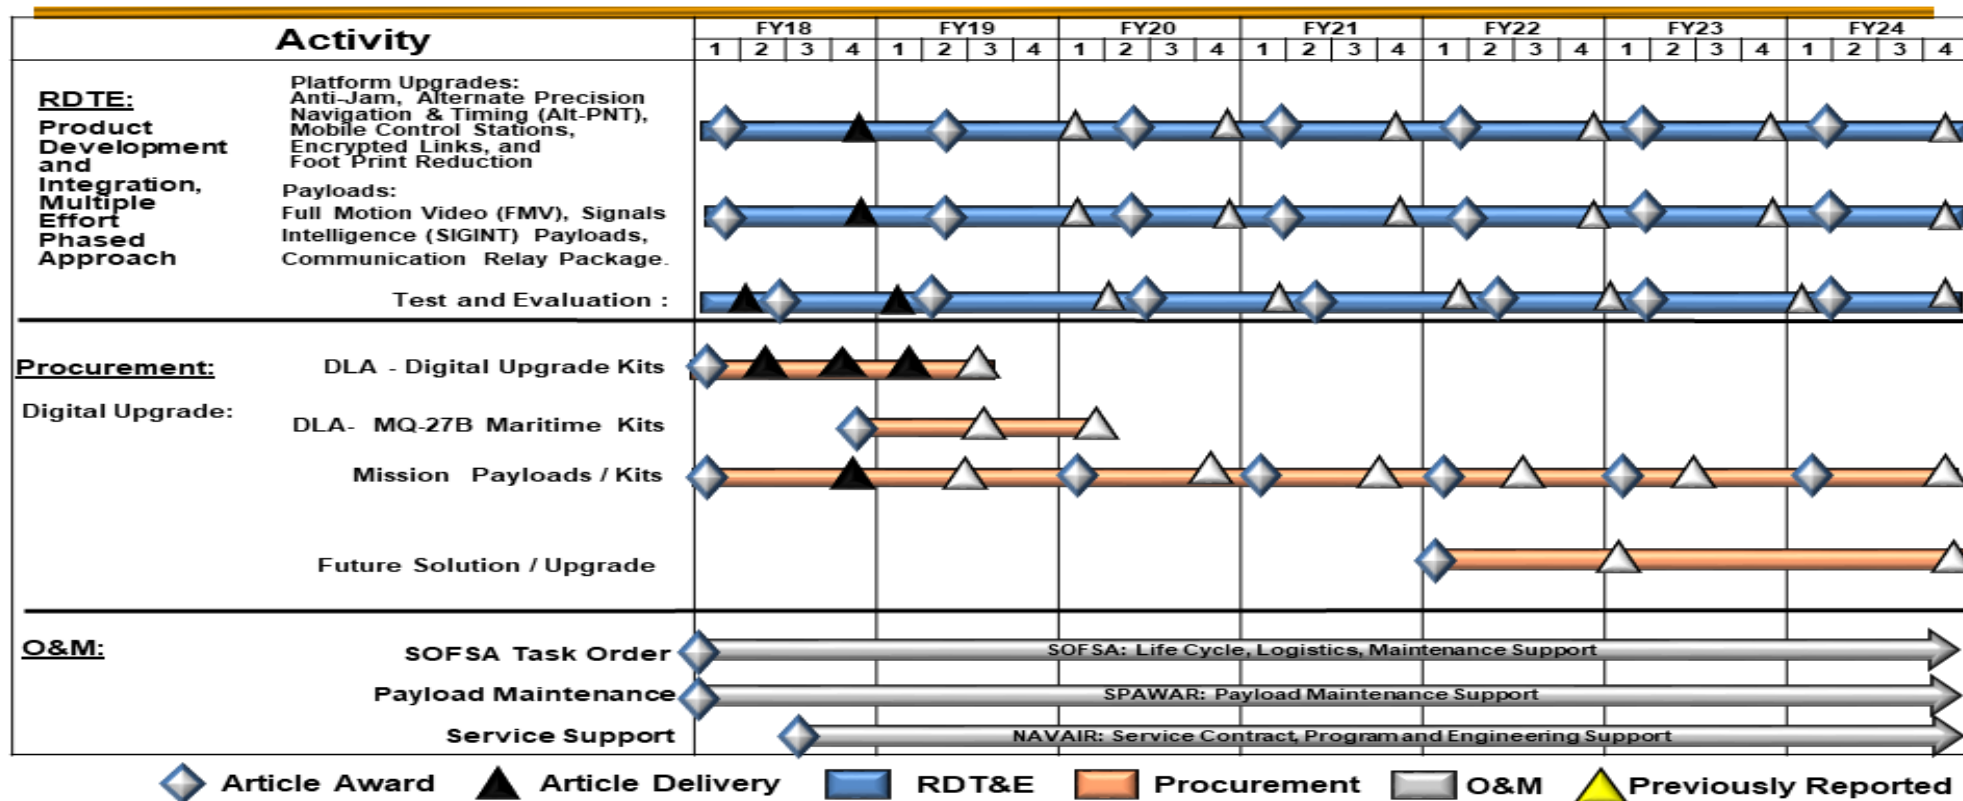 Activity
FY18 FY19 FY20 FY21 FY22 FY23 FY24
1 2 3 4 1 2 3 4 1 2 3 4 1 2 3 4 1 2 3 4 1 2 3 4 1 2 3 4
RDTE:
Product
Development
and
Integration,
Multiple
Effort
Phased
Approach
Platform Upgrades:
Anti-Jam, Alternate Precision
Navigation & Timing (Alt-PNT),
Mobile Control Stations,
Encrypted Links, and
Foot Print Reduction
Payloads:
Full Motion Video (FMV), Signals
Intelligence (SIGINT) Payloads,
Communication Relay Package.
Test and Evaluation :
Procurement:
DLA - Digital Upgrade Kits
Digital Upgrade:
DLA- MQ-27B Maritime Kits
Mission Payloads / Kits
Future Solution / Upgrade
O&M:
SOFSA Task Order
SOFSA: Life Cycle, Logistics, Maintenance Support
Payload Maintenance
SPAWAR: Payload Maintenance Support
Service Support
NAVAIR: Service Contract, Program and Engineering Support
Article Award
Article Delivery
RDT&E
Procurement
O&M
Previously Reported